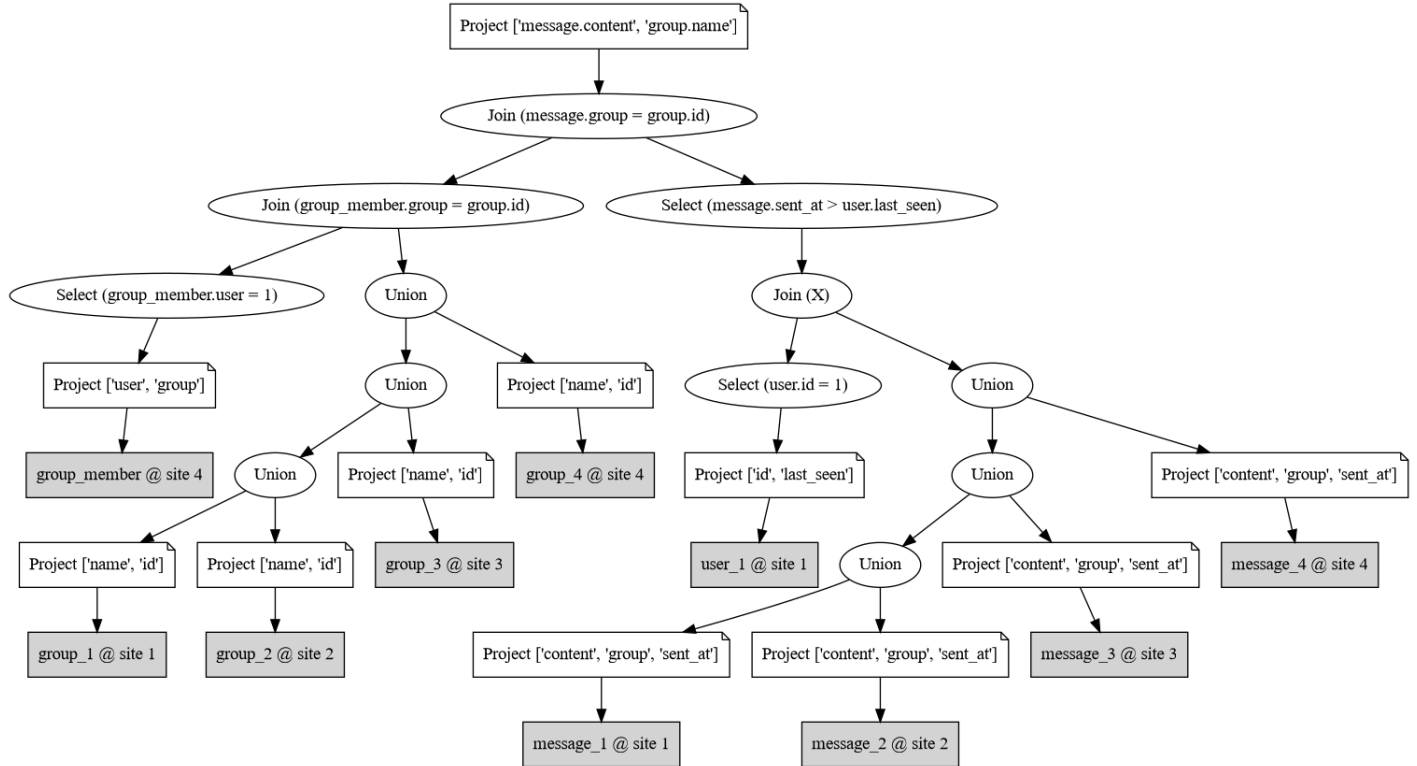 Project ['message.content', 'group.name']
Join (message.group = group.id)
Join (group_member.group = group.id)
Select (message.sent_at > user.last_seen)
Select (group_member.user = 1)
Union
Join (X)
Project ['user', 'group']
Union
Project ['name', 'id']
Select (user.id = 1)
Union
group_member @ site 4
Union
Project ['name', 'id']
group_4 @ site 4
Project ['id', 'last_seen']
Union
Project ['content', 'group', 'sent_at']
Project ['name', 'id']
Project ['name', 'id']
group_3 @ site 3
user_1 @ site 1
Union
Project ['content', 'group', 'sent_at']
message_4 @ site 4
group_1 @ site 1
group_2 @ site 2
Project ['content', 'group', 'sent_at']
Project ['content', 'group', 'sent_at']
message_3 @ site 3
message_1 @ site 1
message_2 @ site 2